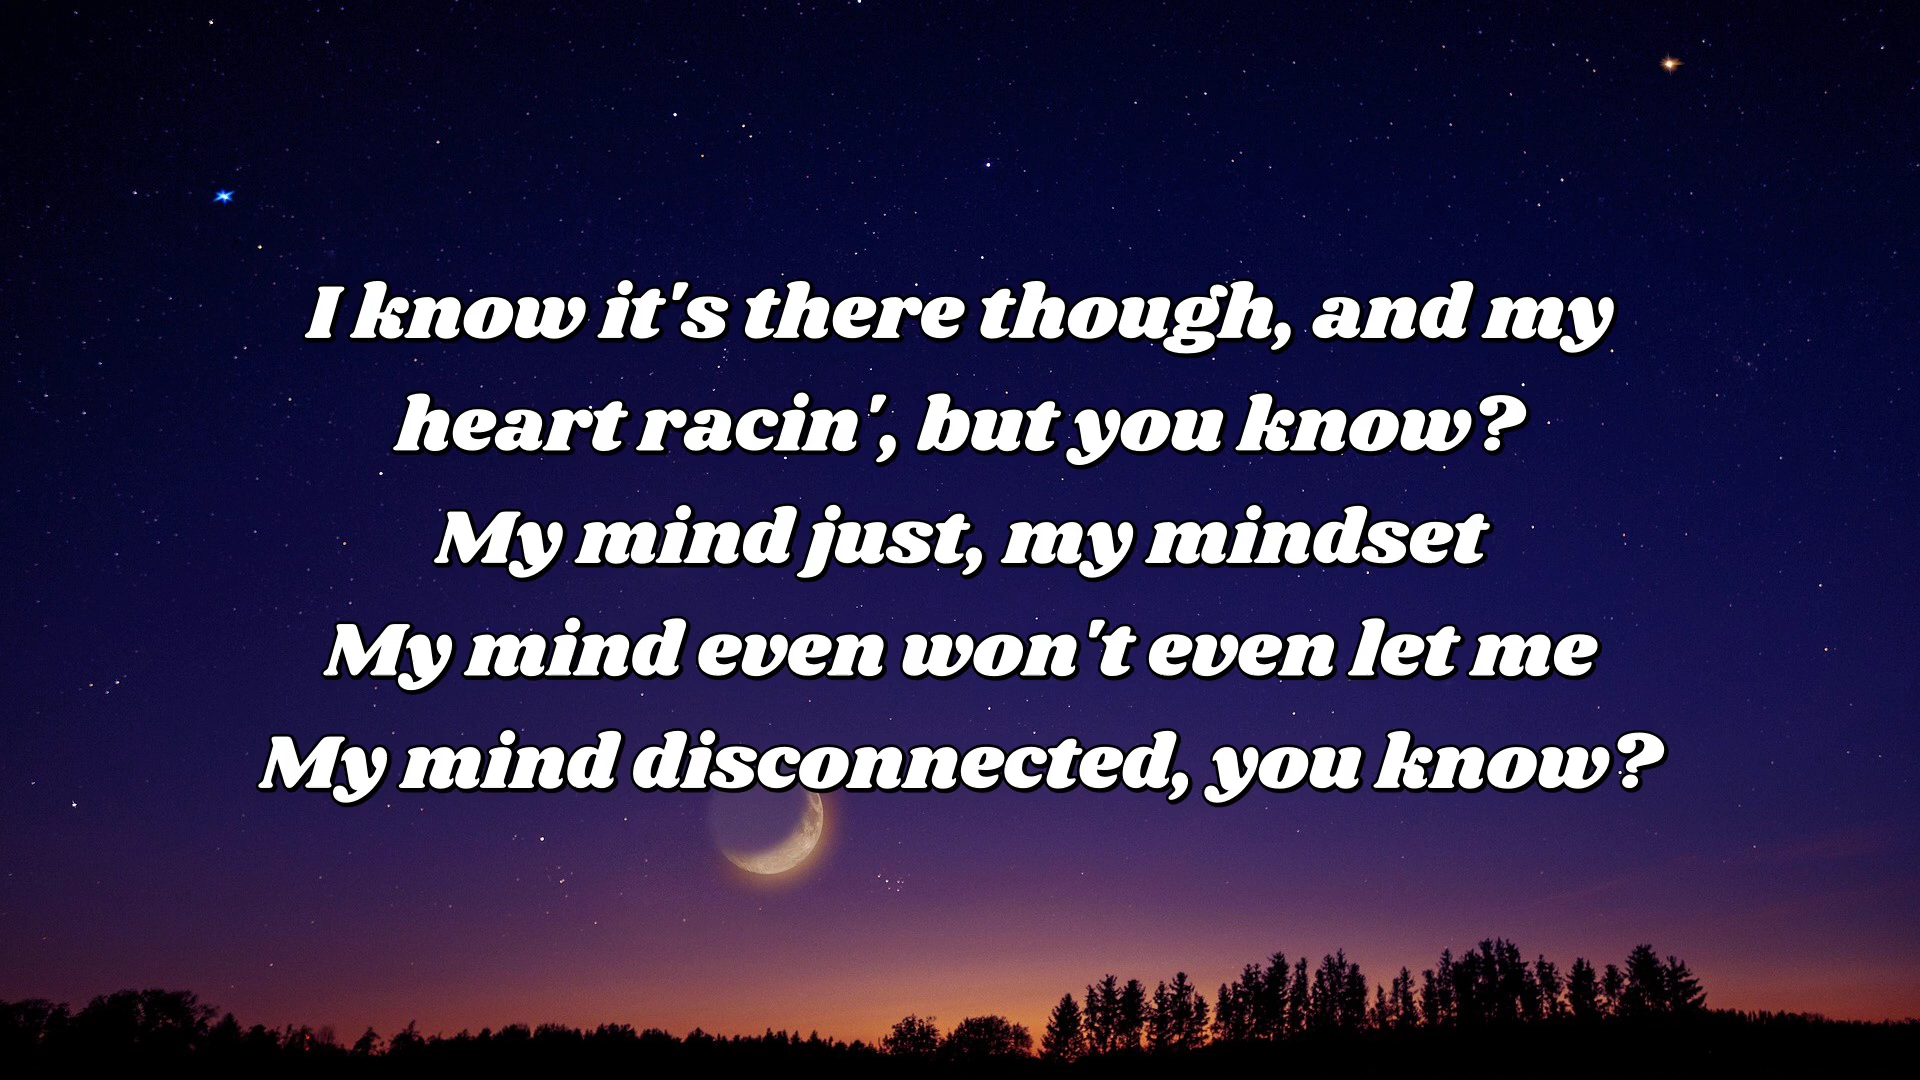 I know it's there though, and my
heart racin', but you know?
My mind just, my mindset
My mind even won't even let me
My mind disconnected, you know?